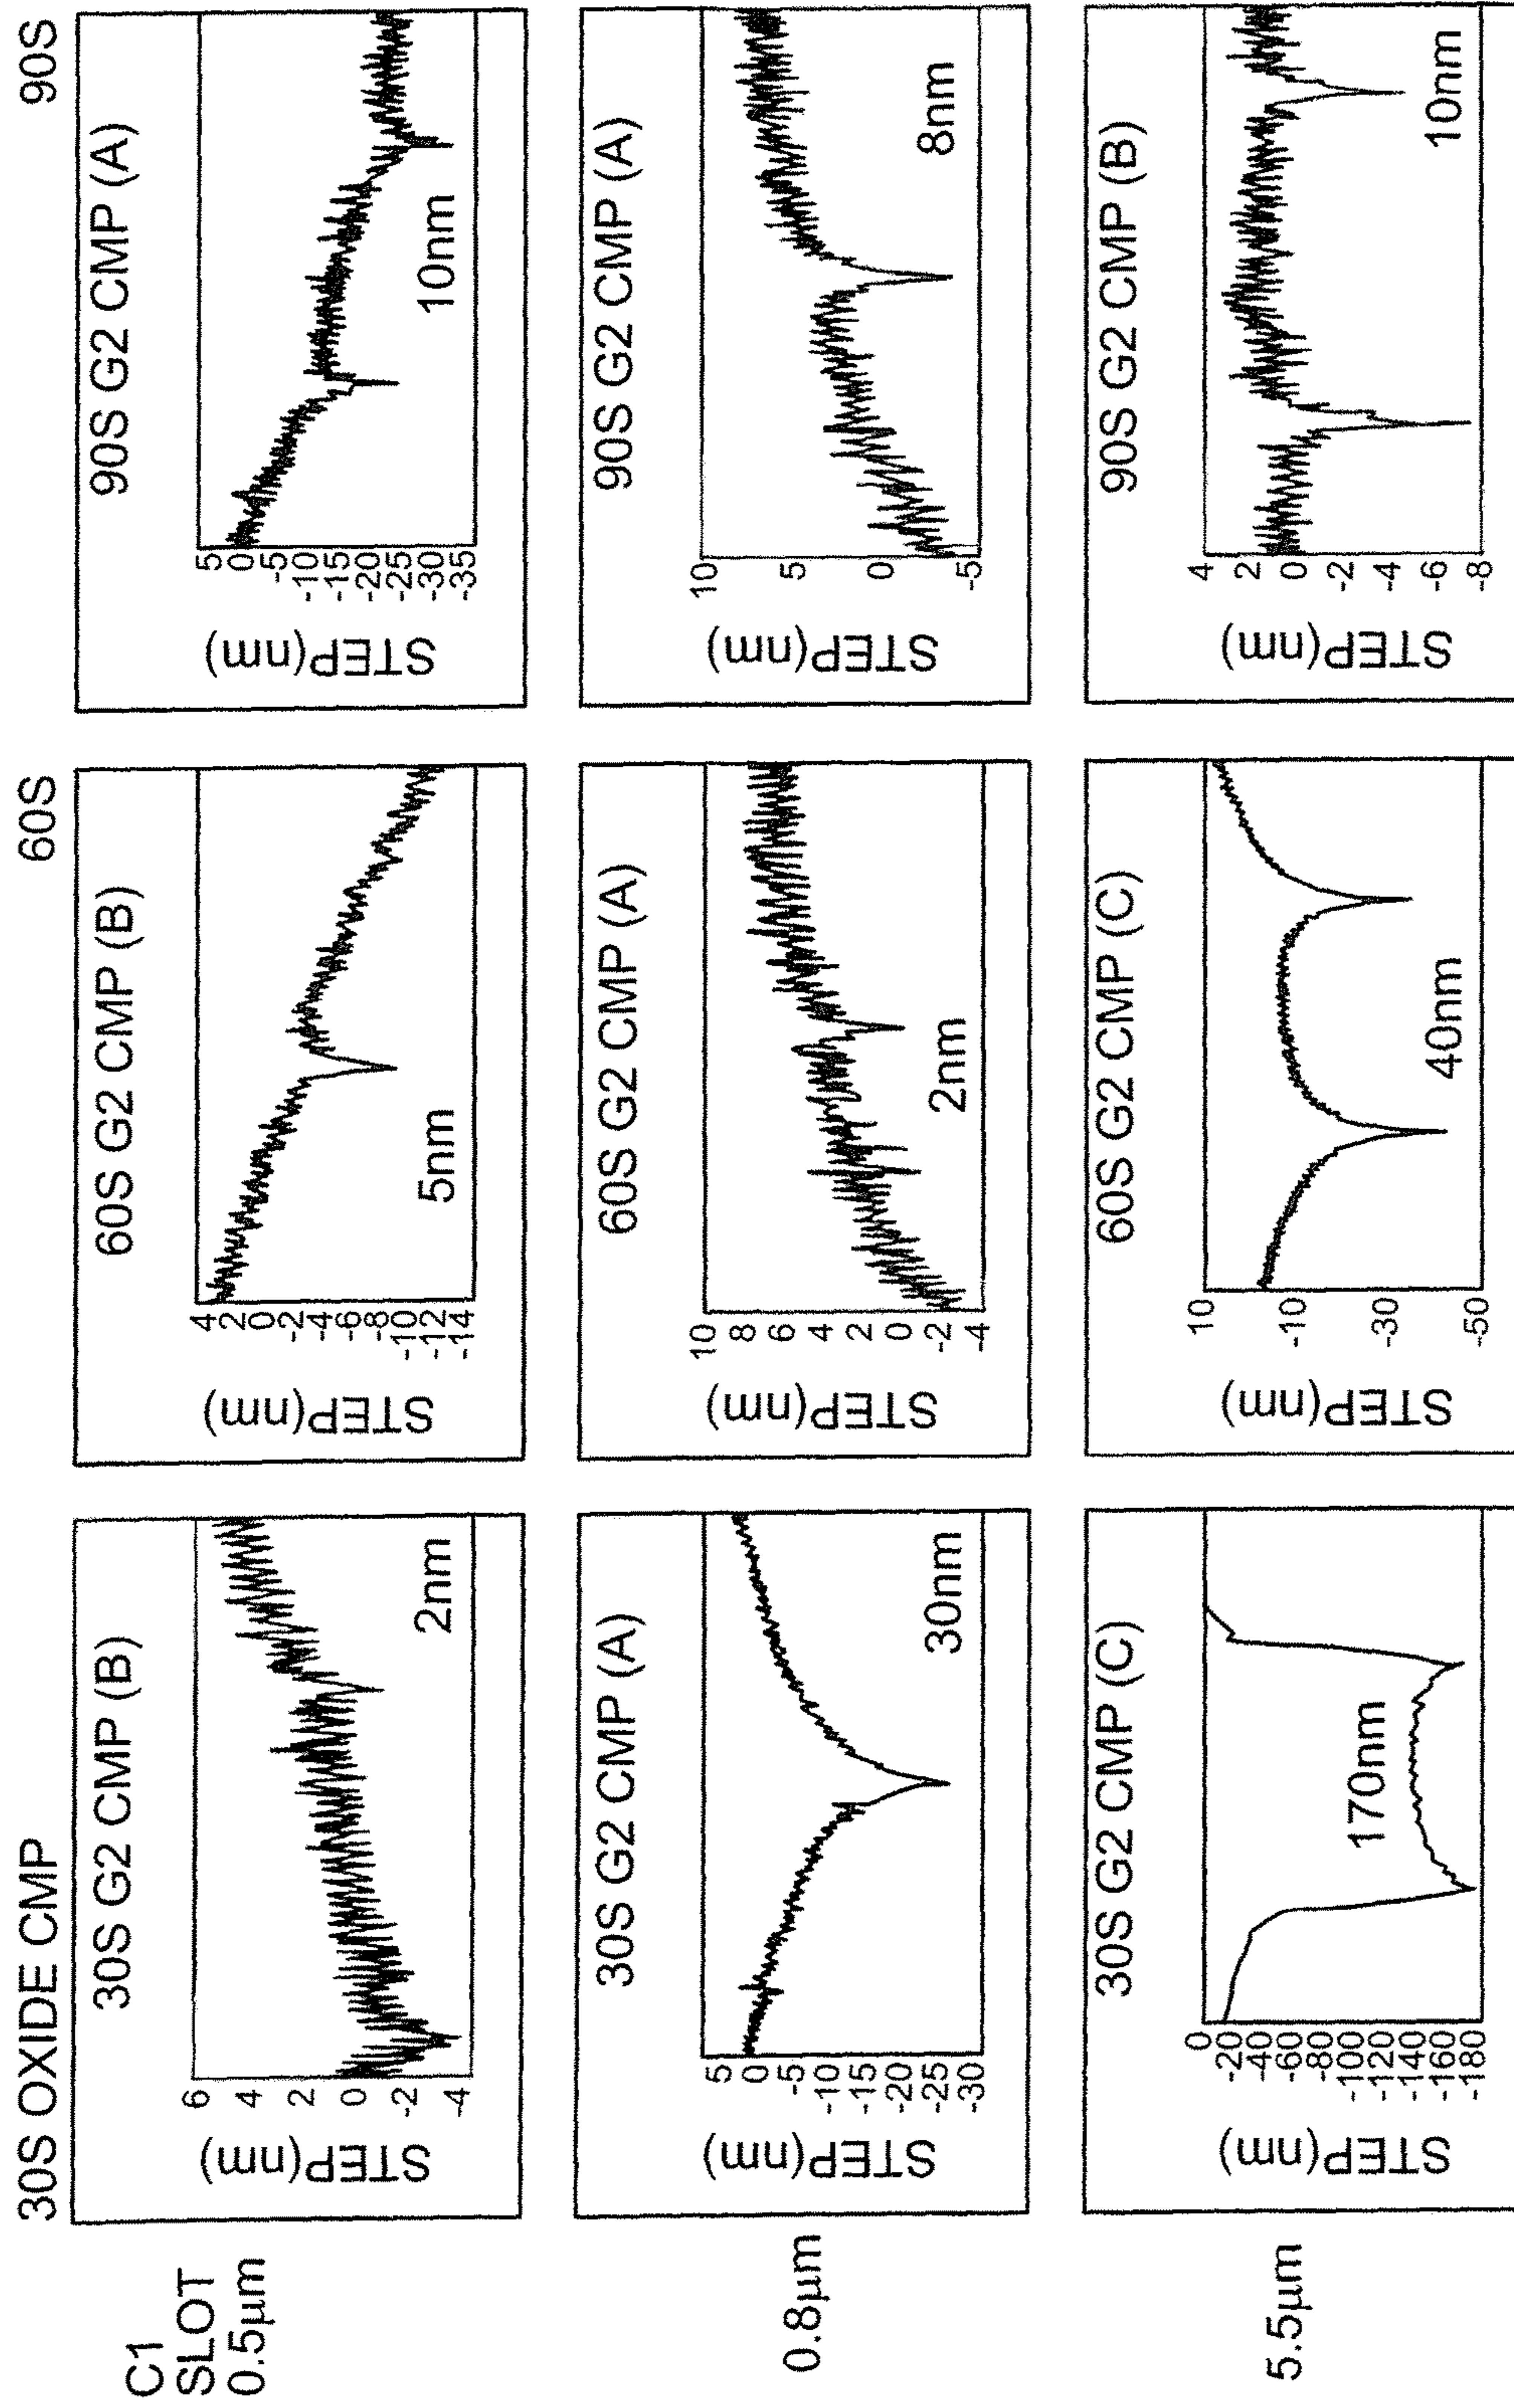 30S OXIDE CMP
60S
90S
C1
SLOT
0.5μm
30S G2 CMP (B)
STEP(nm)
6
4
2
0
-2
-4
2nm
60S G2 CMP (B)
STEP(nm)
4
2
0
-2
-4
-6
-8
-10
-12
-14
5nm
90S G2 CMP (A)
STEP(nm)
5
0
-5
-10
-15
-20
-25
-30
-35
10nm
0.8μm
30S G2 CMP (A)
STEP(nm)
5
0
-5
-10
-15
-20
-25
-30
30nm
60S G2 CMP (A)
STEP(nm)
10
8
6
4
2
0
-2
-4
2nm
90S G2 CMP (A)
STEP(nm)
10
5
0
-5
8nm
5.5μm
30S G2 CMP (C)
STEP(nm)
0
-20
-40
-60
-80
-100
-120
-140
-160
-180
170nm
60S G2 CMP (C)
STEP(nm)
10
-10
-30
-50
40nm
90S G2 CMP (B)
STEP(nm)
4
2
0
-2
-4
-6
-8
10nm